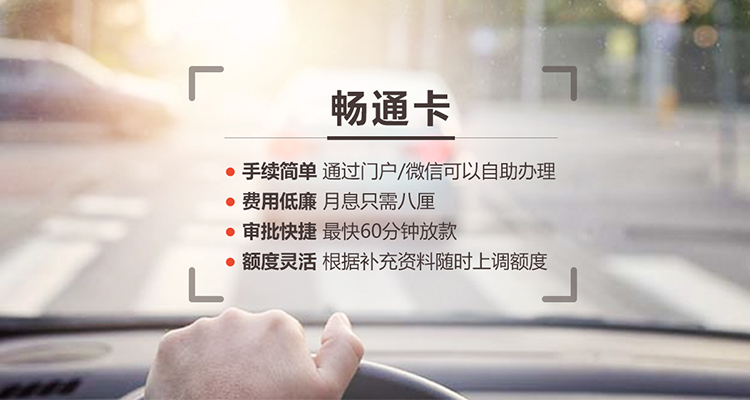 畅通卡
手续简单 通过门户/微信可以自助办理
费用低廉 月息只需八厘
审批快捷 最快60分钟放款
额度灵活 根据补充资料随时上调额度